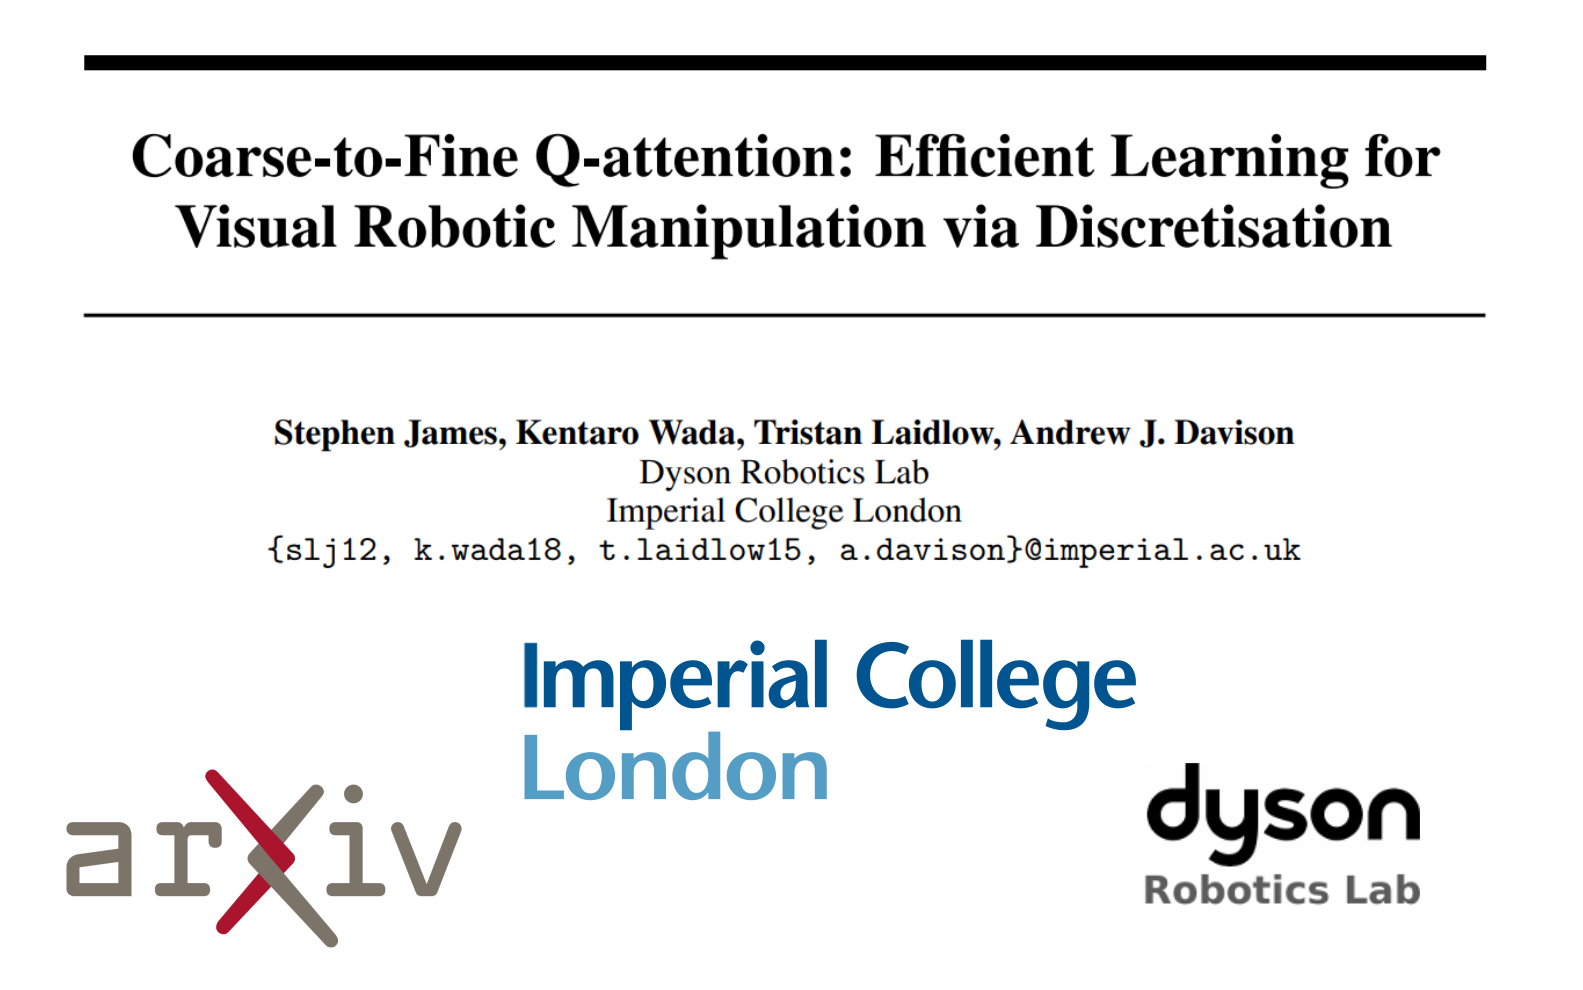 Coarse-to-Fine Q-attention: Efficient Learning for
Visual Robotic Manipulation via Discretisation
Stephen James, Kentaro Wada, Tristan Laidlow, Andrew J. Davison
Dyson Robotics Lab
Imperial College London
{slj12, k.wada18, t.laidlow15, a.davison}@imperial.ac.uk
Imperial College
London
arXiv
dyson
Robotics Lab